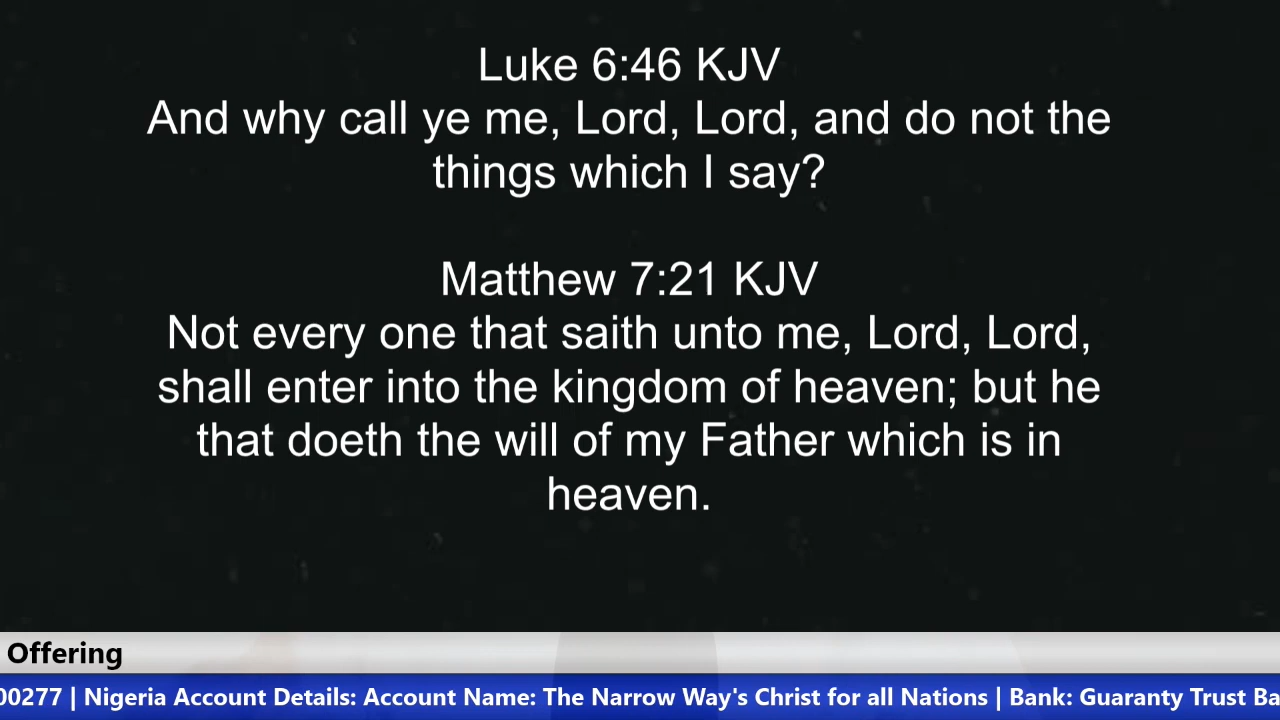 Luke 6:46 KJV
And why call ye me, Lord, Lord, and do not the
things which I say?
Matthew 7:21 KJV
Not every one that saith unto me, Lord, Lord,
shall enter into the kingdom of heaven; but he
that doeth the will of my Father which is in
heaven.
Offering
00277 | Nigeria Account Details: Account Name: The Narrow Way's Christ for all Nations | Bank: Guaranty Trust Ba